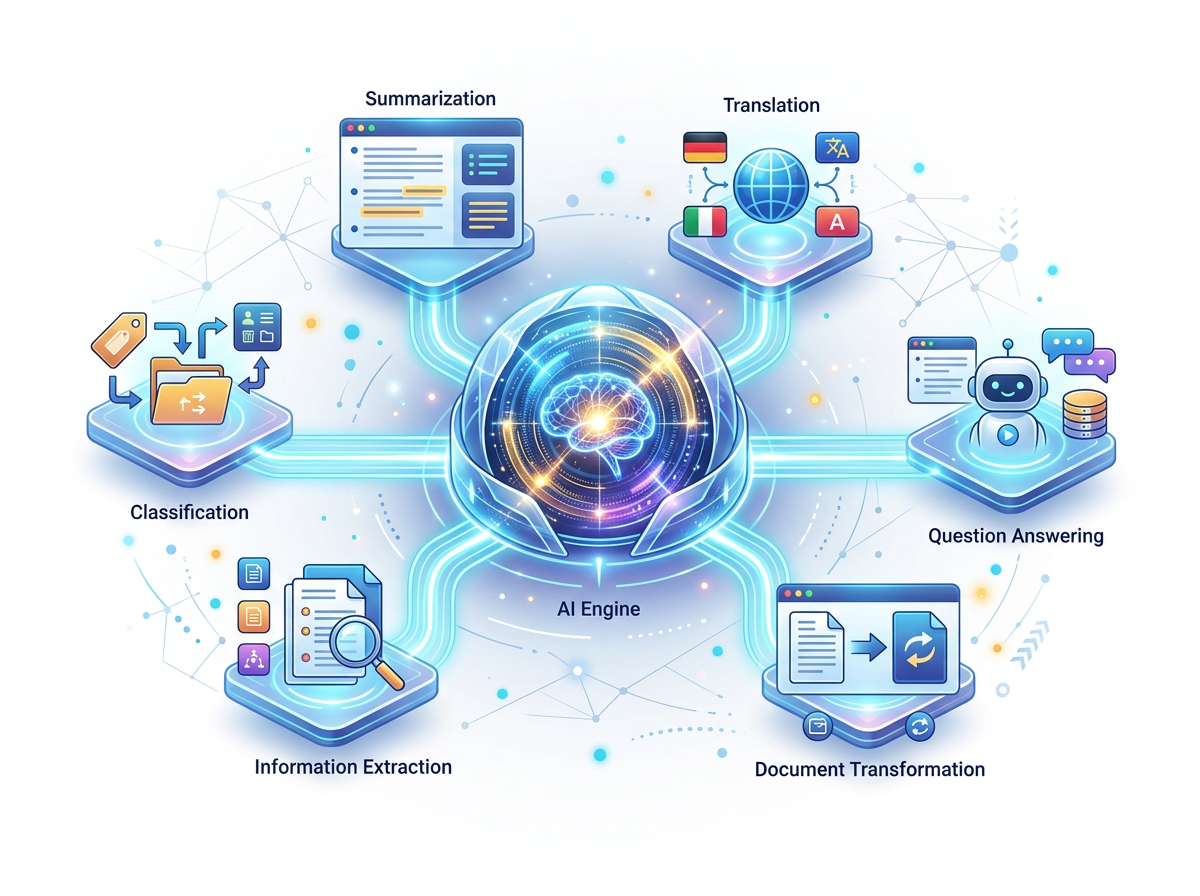 Summarization
Translation
A
Classification
Question Answering
AI Engine
Information Extraction
Document Transformation